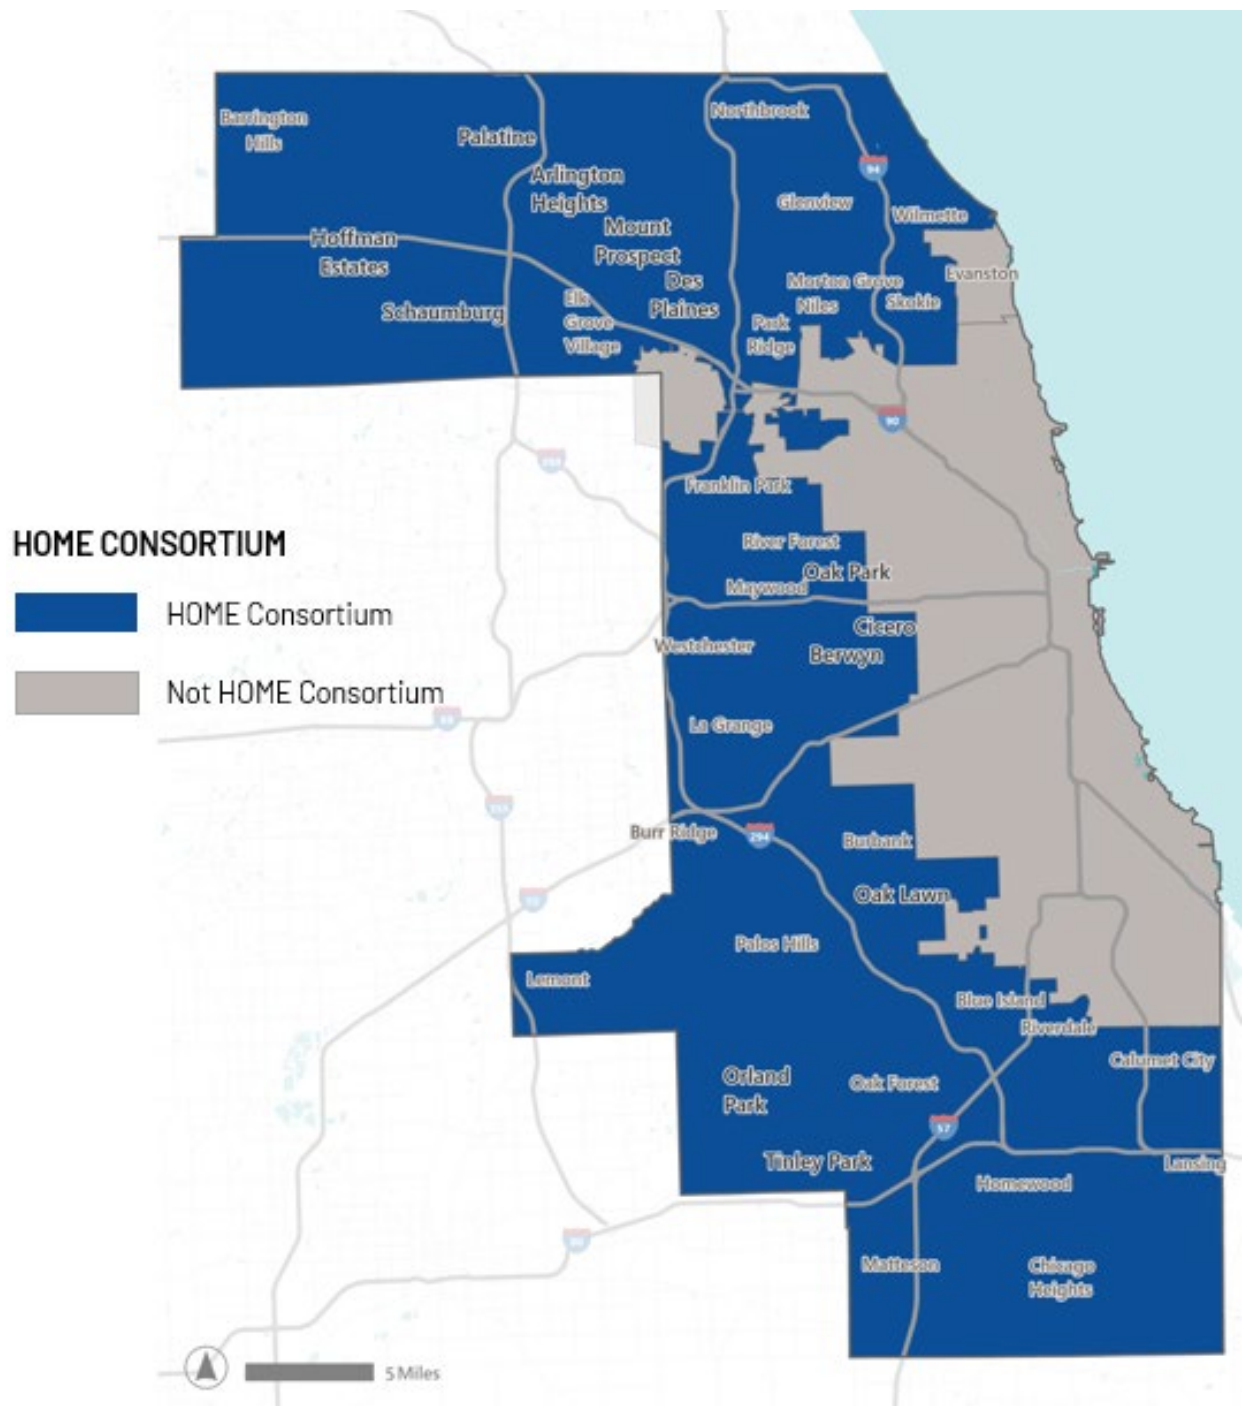 Barrington
Hills
Palatine
Northbrook
94
Arlington
Heights
Glenview
Wilmette
Mount
Prospect
Hoffman
Estates
Des
Plaines
Morton Grove
Niles
Skokie
Evanston
Schaumburg
Elk
Grove
Village
Park
Ridge
90
Franklin Park
River Forest
Oak Park
Maywood
Cicero
Berwyn
Westchester
La Grange
HOME CONSORTIUM
HOME Consortium
Not HOME Consortium
Burr Ridge
294
Burbank
Oak Lawn
Palos Hills
Lemont
Blue Island
Riverdale
Calumet City
Orland
Park
Oak Forest
57
Tinley Park
Lansing
Homewood
Matteson
Chicago
Heights
5 Miles